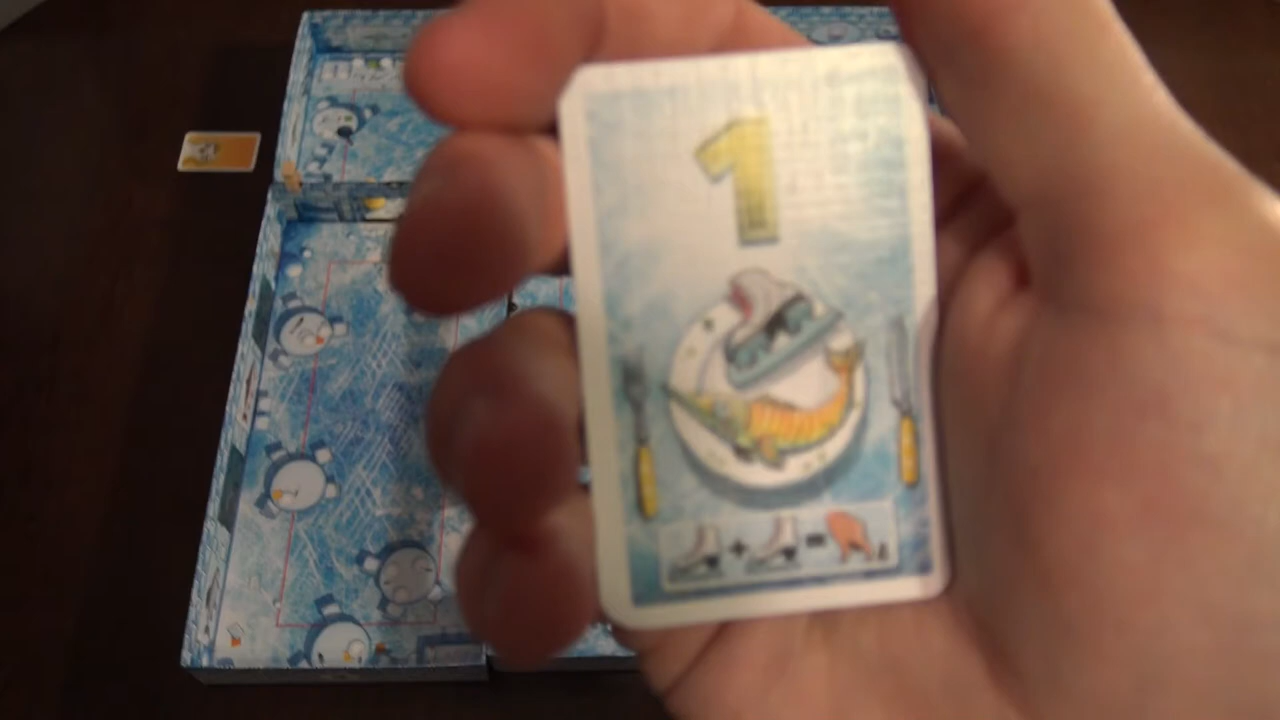 1
+ =